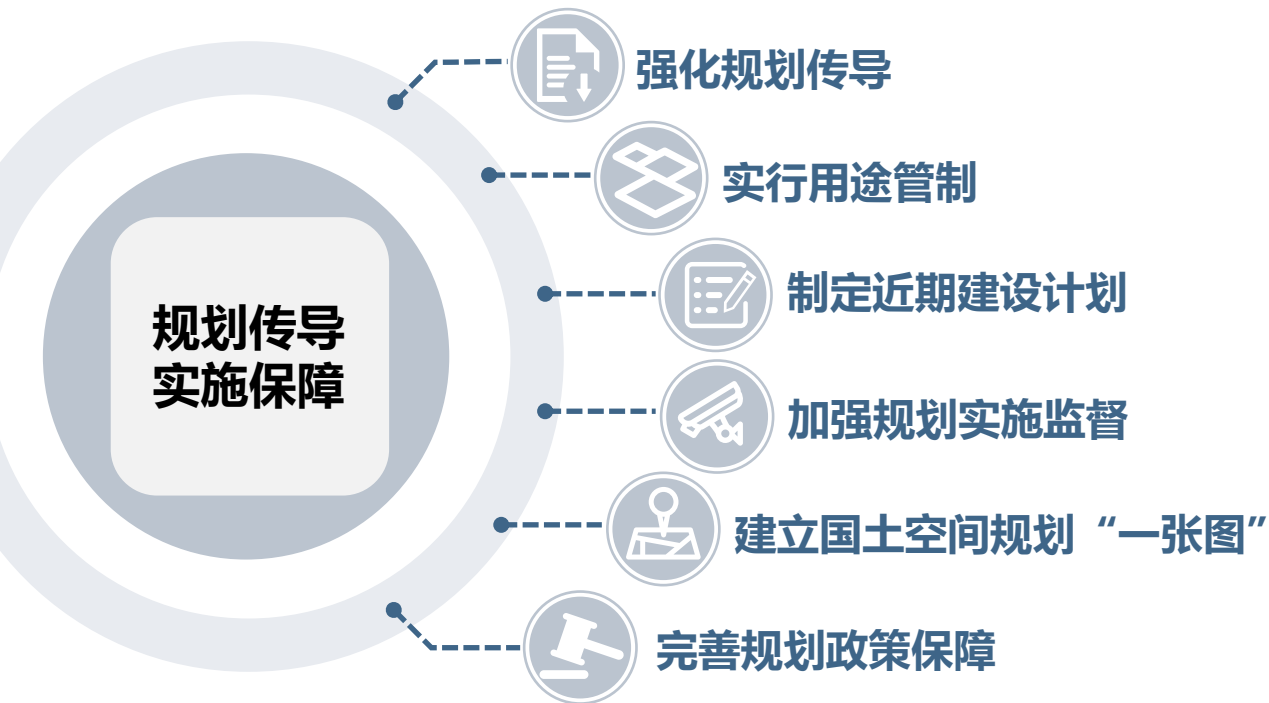 规划传导
实施保障
强化规划传导
实行用途管制
制定近期建设计划
加强规划实施监督
建立国土空间规划“一张图”
完善规划政策保障